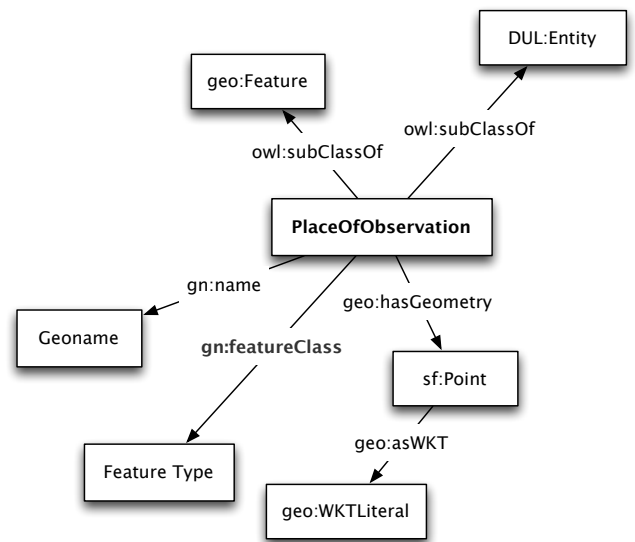 DUL:Entity
geo:Feature
owl:subClassOf
owl:subClassOf
PlaceOfObservation
gn:name
geo:hasGeometry
Geoname
gn:featureClass
sf:Point
geo:asWKT
Feature Type
geo:WKTLiteral